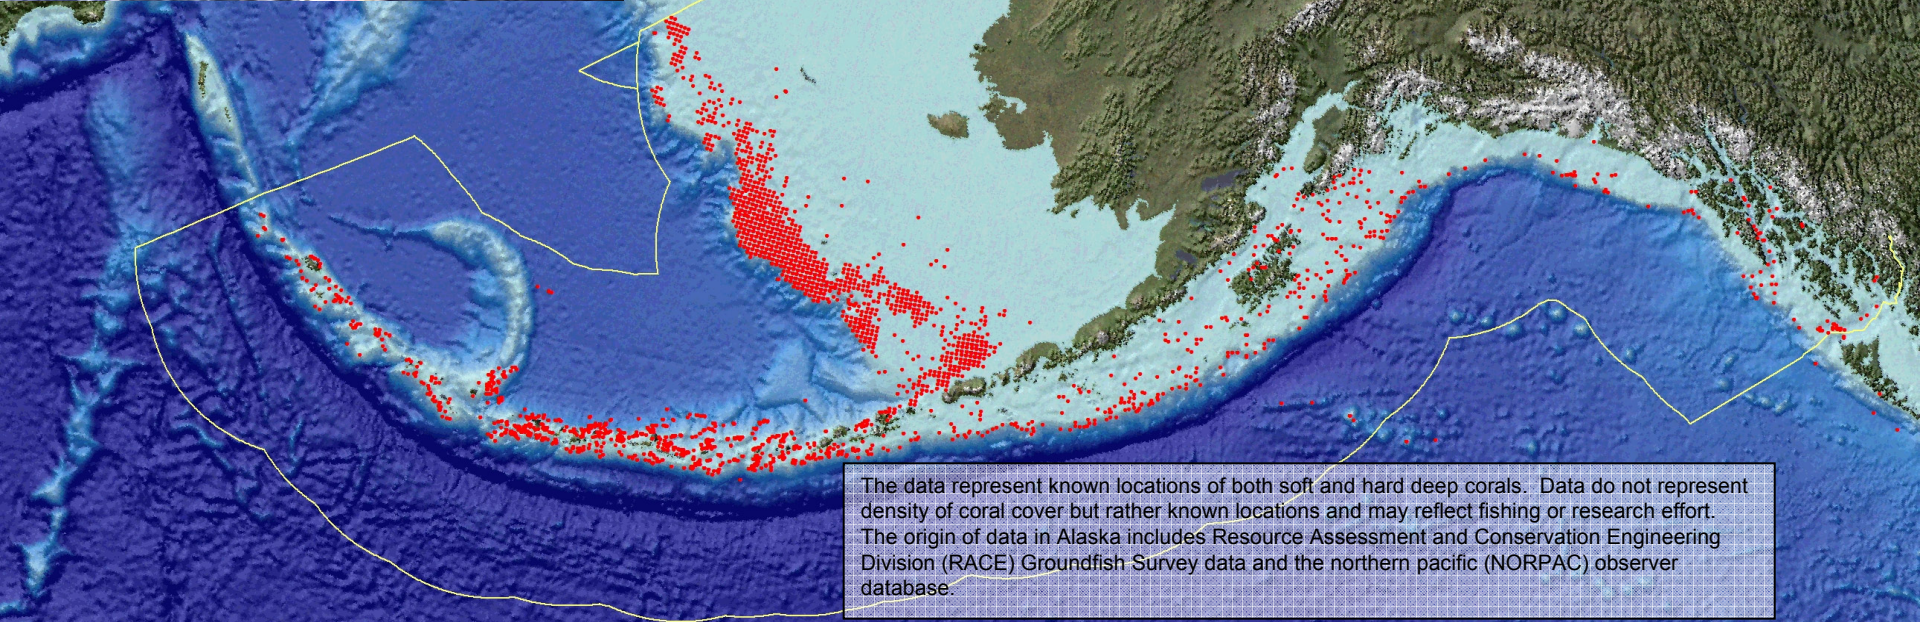 The data represent known locations of both soft and hard deep corals.  Data do not represent
density of coral cover but rather known locations and may reflect fishing or research effort.
The origin of data in Alaska includes Resource Assessment and Conservation Engineering
Division (RACE) Groundfish Survey data and the northern pacific (NORPAC) observer
database.